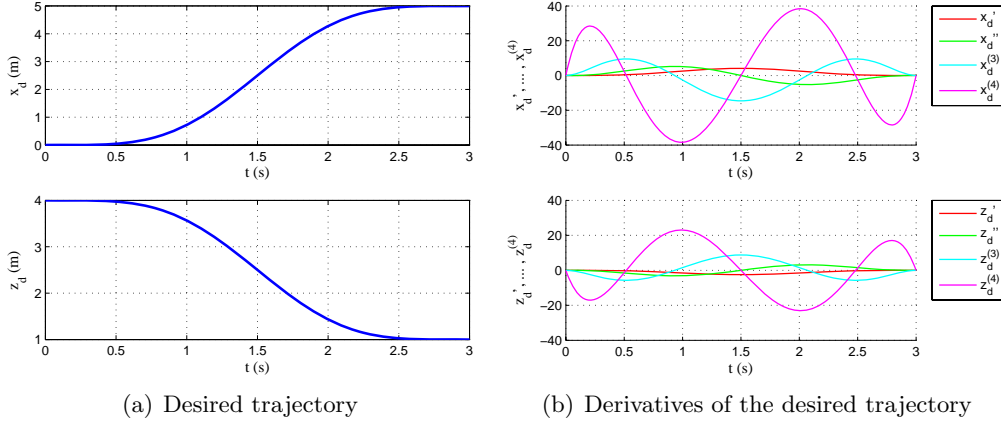 5
4
3
2
1
0
x_d (m)
0 0.5 1 1.5 2 2.5 3
t (s)
4
3
2
1
z_d (m)
0 0.5 1 1.5 2 2.5 3
t (s)
(a) Desired trajectory
40
20
0
−20
−40
x_d', ... , x_d^(4)
0 0.5 1 1.5 2 2.5 3
t (s)
x_d'
x_d''
x_d^(3)
x_d^(4)
40
20
0
−20
−40
z_d', ... , z_d^(4)
0 0.5 1 1.5 2 2.5 3
t (s)
z_d'
z_d''
z_d^(3)
z_d^(4)
(b) Derivatives of the desired trajectory